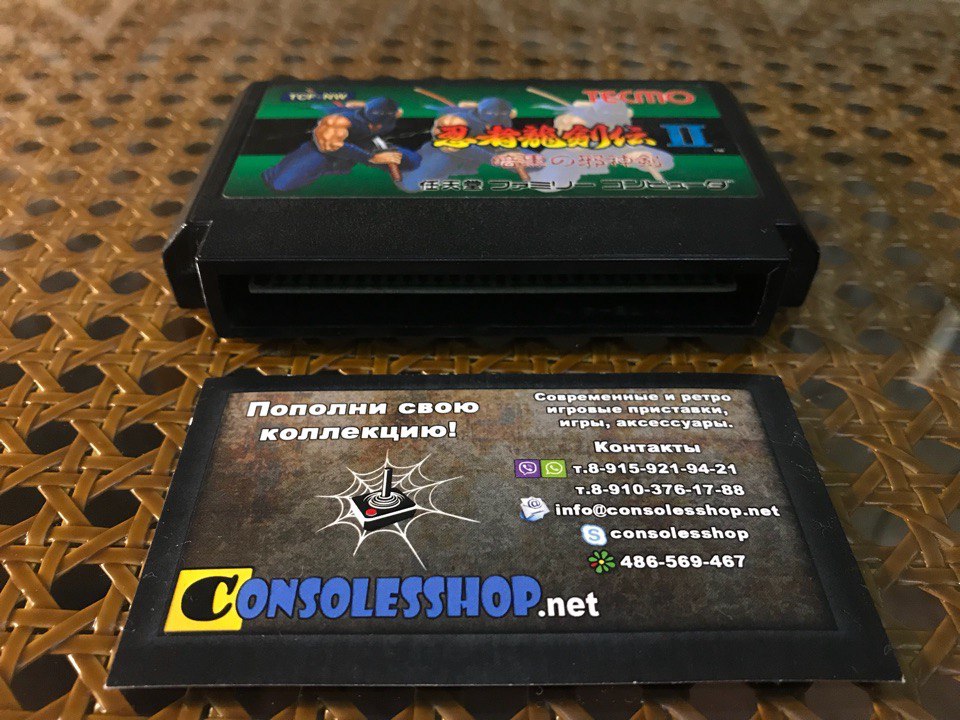 TCF-NW
TECMO
忍者龍剣伝 II
暗黒の邪神剣
任天堂 ファミリー コンピュータ
Пополни свою
коллекцию!
Современные и ретро
игровые приставки,
игры, аксессуары.
Контакты
т.8-915-921-94-21
т.8-910-376-17-88
info@consolesshop.net
consolesshop
486-569-467
CONSOLESSHOP.net